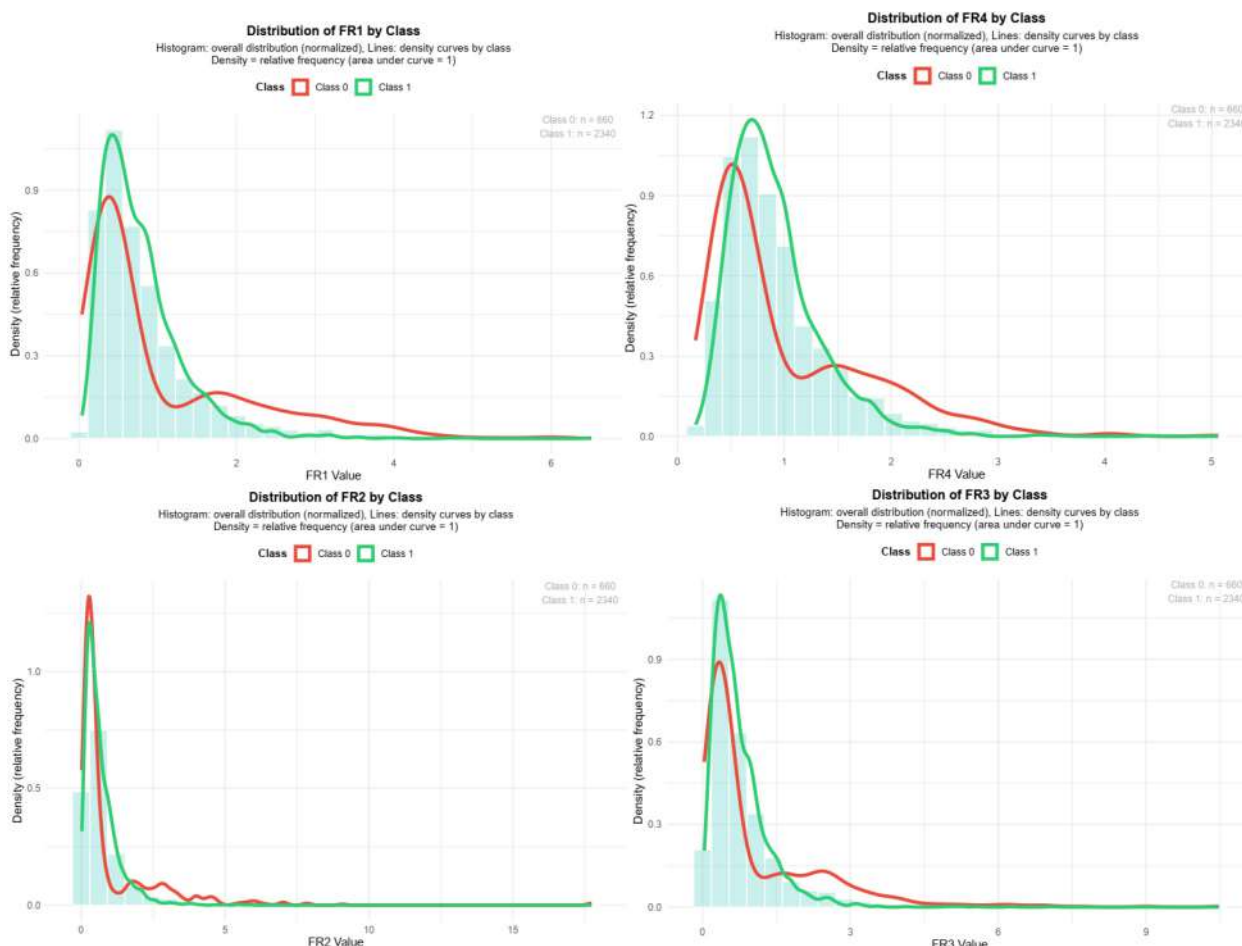 Distribution of FR1 by Class
Histogram: overall distribution (normalized), Lines: density curves by class
Density = relative frequency (area under curve = 1)
Class Class 0 Class 1
Class 0: n = 660
Class 1: n = 2340
Density (relative frequency)
0.9
0.6
0.3
0.0
0 2 4 6
FR1 Value
Distribution of FR4 by Class
Histogram: overall distribution (normalized), Lines: density curves by class
Density = relative frequency (area under curve = 1)
Class Class 0 Class 1
Class 0: n = 660
Class 1: n = 2340
Density (relative frequency)
1.2
0.9
0.6
0.3
0.0
0 1 2 3 4 5
FR4 Value
Distribution of FR2 by Class
Histogram: overall distribution (normalized), Lines: density curves by class
Density = relative frequency (area under curve = 1)
Class Class 0 Class 1
Class 0: n = 660
Class 1: n = 2340
Density (relative frequency)
1.0
0.5
0.0
0 5 10 15
FR2 Value
Distribution of FR3 by Class
Histogram: overall distribution (normalized), Lines: density curves by class
Density = relative frequency (area under curve = 1)
Class Class 0 Class 1
Class 0: n = 660
Class 1: n = 2340
Density (relative frequency)
0.9
0.6
0.3
0.0
0 3 6 9
FR3 Value